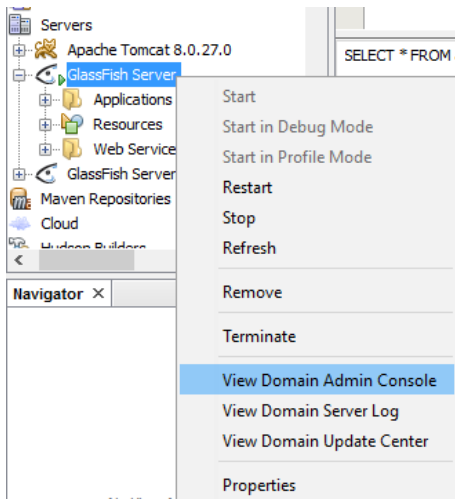 Servers
Apache Tomcat 8.0.27.0
GlassFish Server
Applications
Resources
Web Service
GlassFish Server
Maven Repositories
Cloud
Hudson Builders
Navigator
SELECT * FROM
Start
Start in Debug Mode
Start in Profile Mode
Restart
Stop
Refresh
Remove
Terminate
View Domain Admin Console
View Domain Server Log
View Domain Update Center
Properties